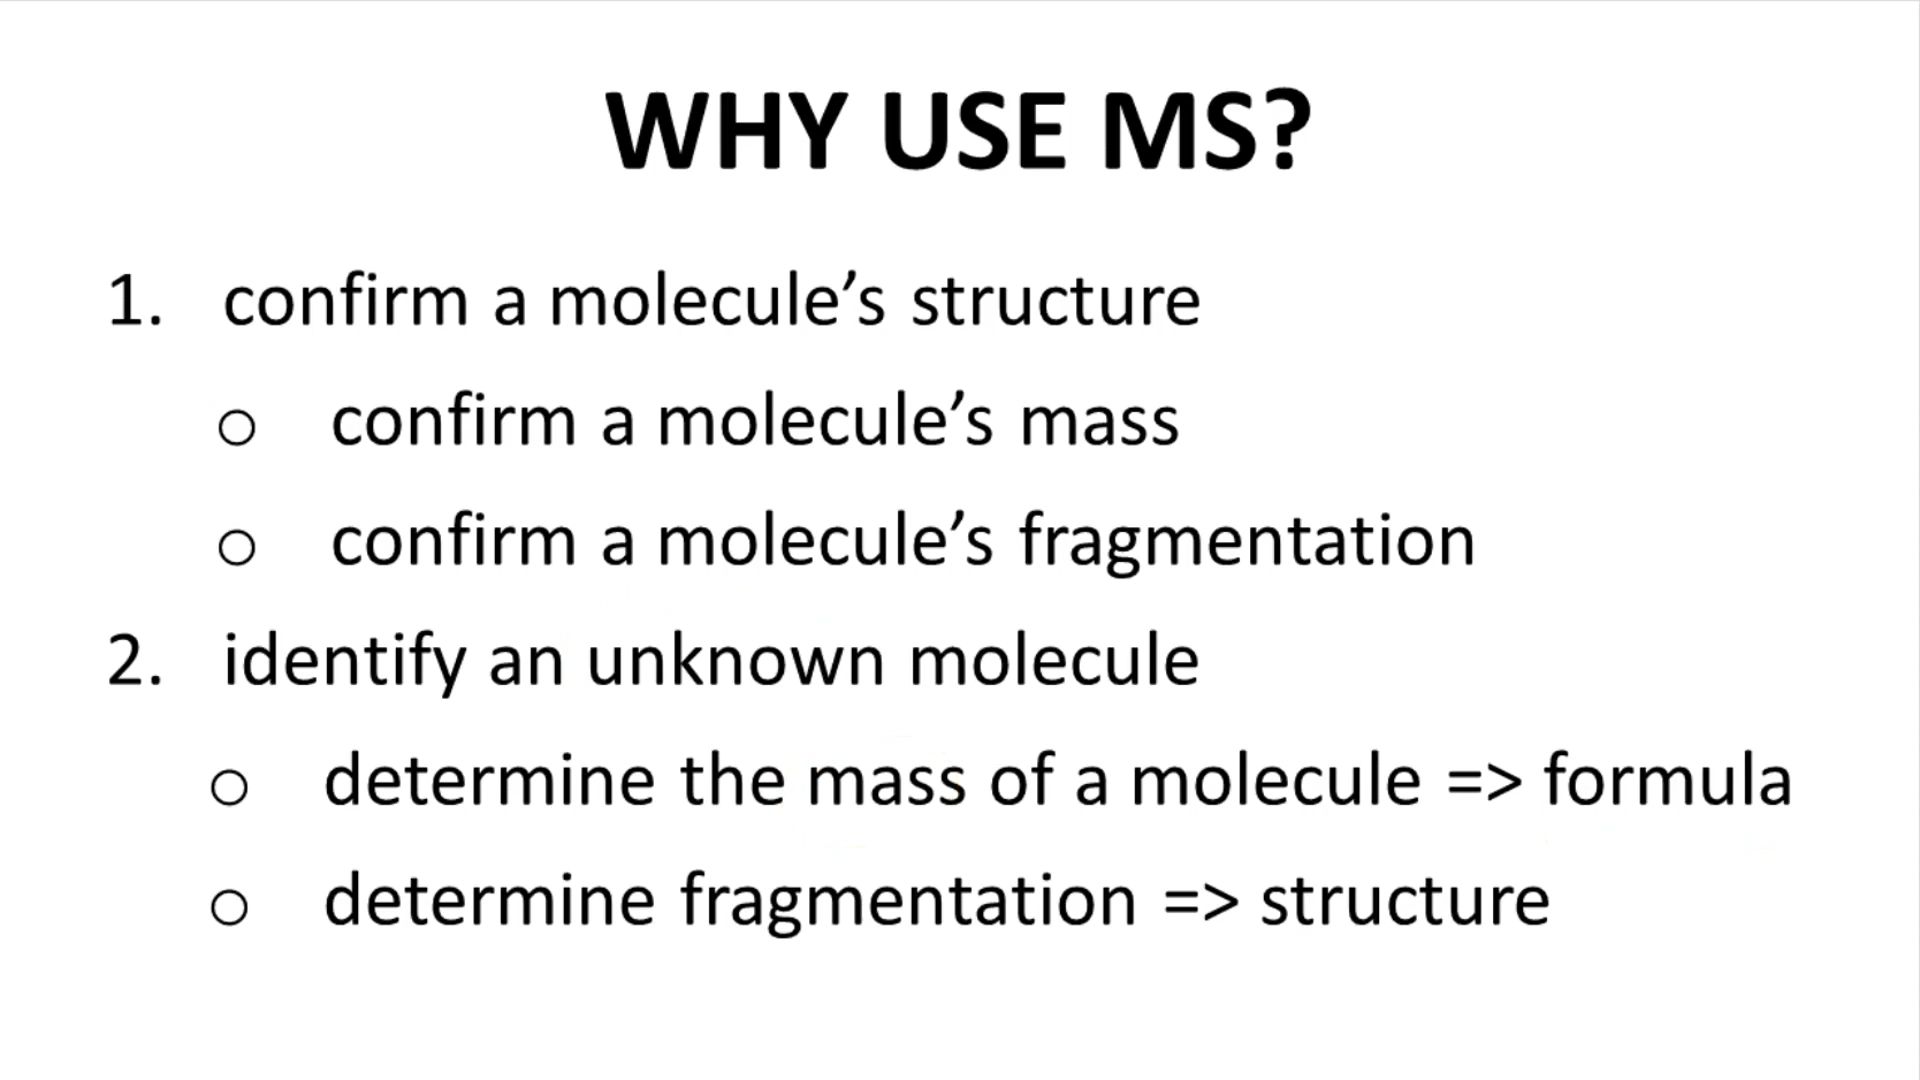 WHY USE MS?
1. confirm a molecule’s structure
o confirm a molecule’s mass
o confirm a molecule’s fragmentation
2. identify an unknown molecule
o determine the mass of a molecule => formula
o determine fragmentation => structure